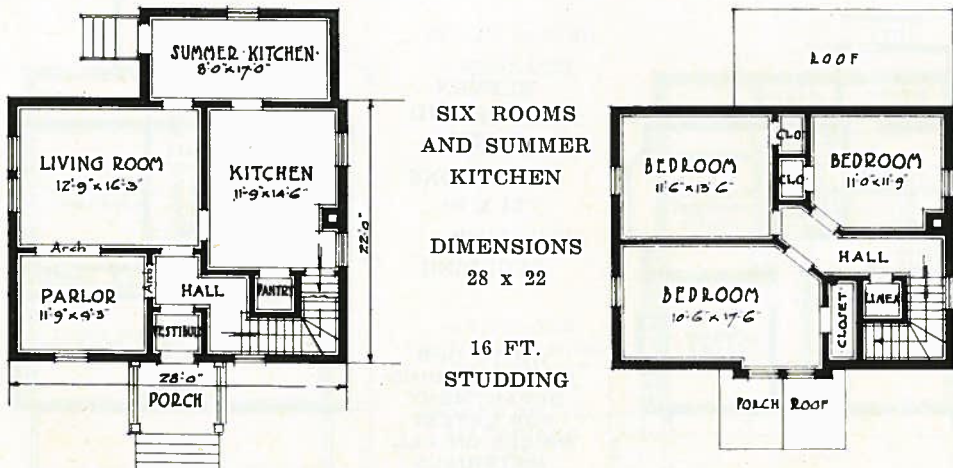 SUMMER·KITCHEN·
8'·0"x17'·0"
LIVING ROOM
12'·9"x16'·3"
KITCHEN
11'·9"x14'·6"
Arch
PARLOR
11'·9"x9'·3"
Arch
HALL
PANTRY
VESTIBULE
22'·0"
28'·0"
PORCH
SIX ROOMS
AND SUMMER
KITCHEN
DIMENSIONS
28 x 22
16 FT.
STUDDING
ROOF
BEDROOM
11'·6"x13'·6"
CLO
CLO
BEDROOM
11'·0"x11'·9"
HALL
BEDROOM
10'·6"x17'·6"
CLOSET
LINEN
PORCH ROOF